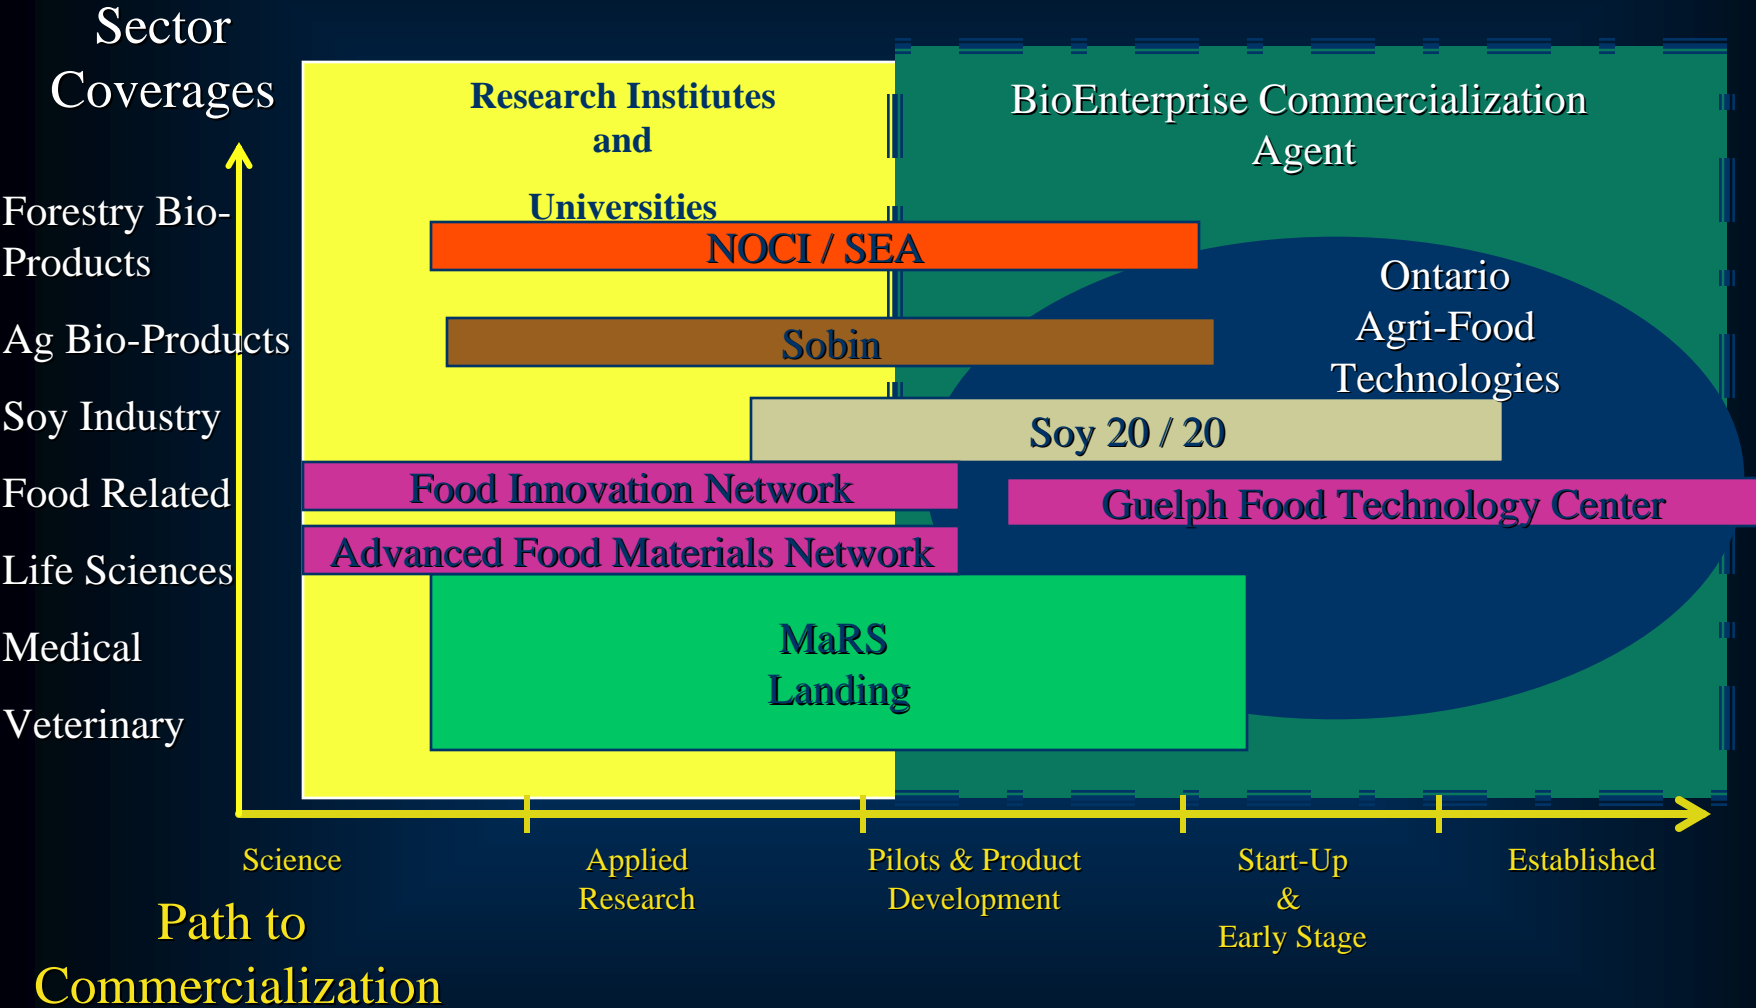 Sector
Coverages
Research Institutes
and
Universities
BioEnterprise Commercialization
Agent
Forestry Bio-
Products
Ag Bio-Products
Soy Industry
Food Related
Life Sciences
Medical
Veterinary
NOCI / SEA
Ontario
Agri-Food
Technologies
Sobin
Soy 20 / 20
Food Innovation Network
Guelph Food Technology Center
Advanced Food Materials Network
MaRS
Landing
Science
Applied
Research
Pilots & Product
Development
Start-Up
&
Early Stage
Established
Path to
Commercialization